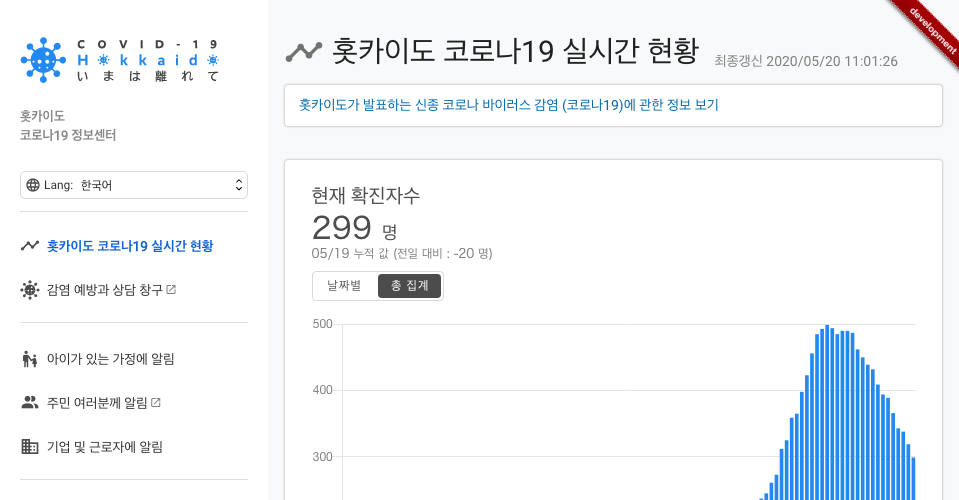 COVID-19
Hokkaido
いまは離れて
홋카이도
코로나19 정보센터
Lang: 한국어
홋카이도 코로나19 실시간 현황
감염 예방과 상담 창구
아이가 있는 가정에 알림
주민 여러분께 알림
기업 및 근로자에 알림
development
홋카이도 코로나19 실시간 현황
최종갱신 2020/05/20 11:01:26
홋카이도가 발표하는 신종 코로나 바이러스 감염 (코로나19)에 관한 정보 보기
현재 확진자수
299 명
05/19 누적 값 (전일 대비 : -20 명)
날짜별 총 집계
500
400
300